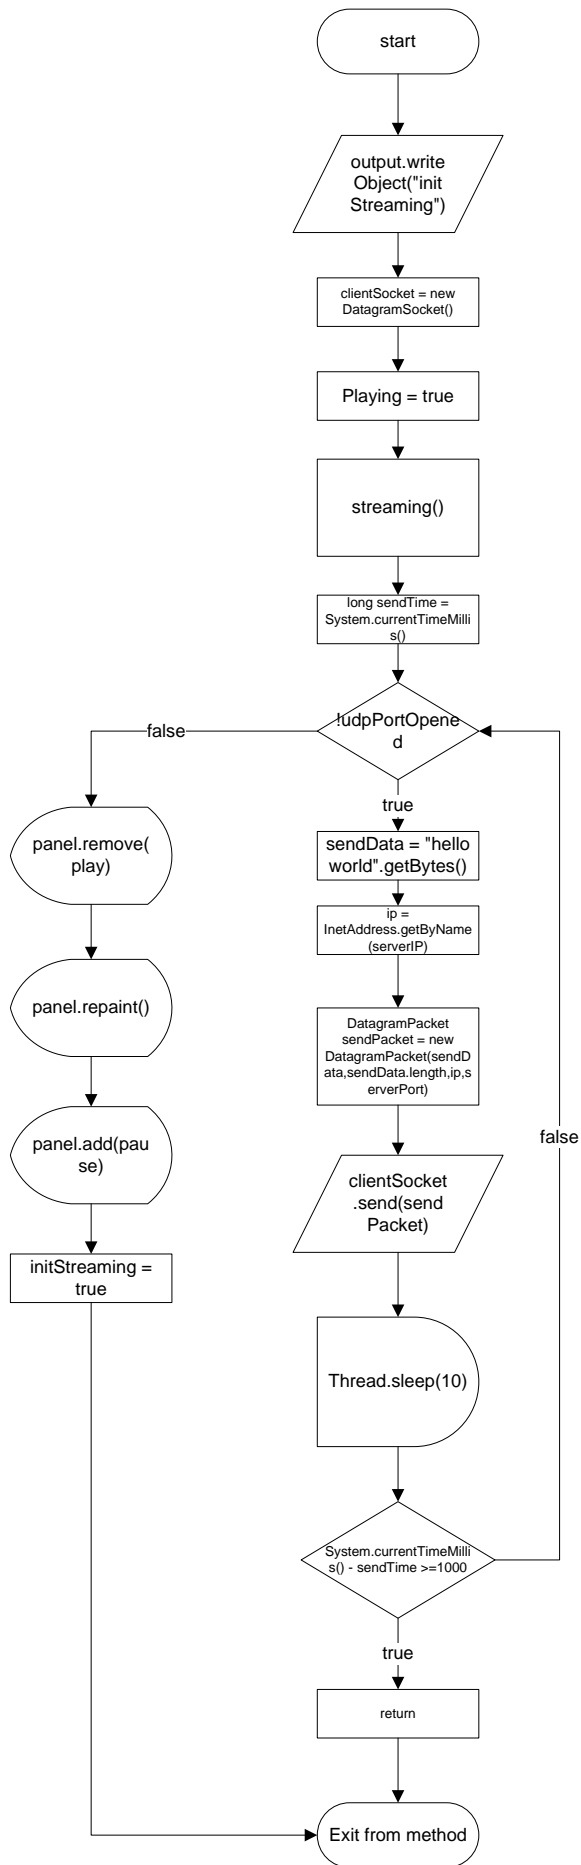 start
output.write
Object("init
Streaming")
clientSocket = new
DatagramSocket()
Playing = true
streaming()
long sendTime =
System.currentTimeMilli
s()
!udpPortOpene
d
false
true
panel.remove(
play)
sendData = "hello
world".getBytes()
ip =
InetAddress.getByName
(serverIP)
panel.repaint()
DatagramPacket
sendPacket = new
DatagramPacket(sendD
ata,sendData.length,ip,s
erverPort)
panel.add(pau
se)
false
clientSocket
.send(send
Packet)
initStreaming =
true
Thread.sleep(10)
System.currentTimeMilli
s() - sendTime >=1000
true
return
Exit from method